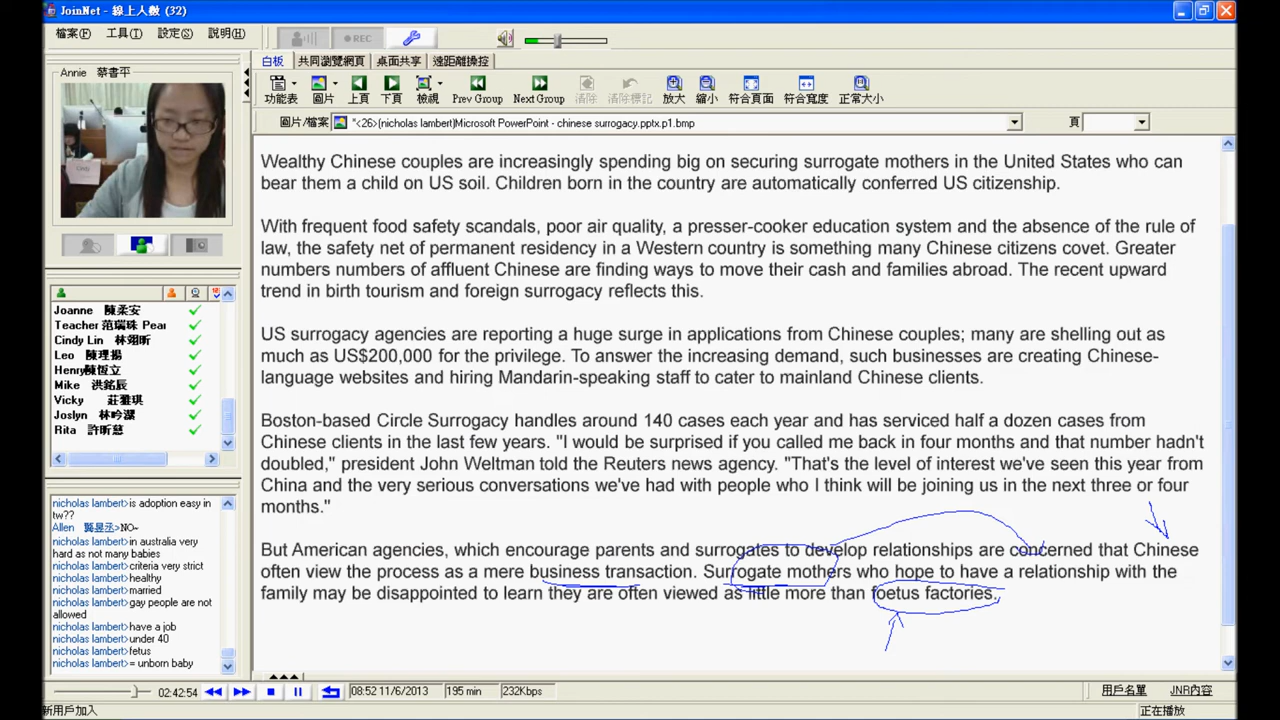 JoinNet - 線上人數 (32)
檔案(F) 工具(I) 設定(S) 說明(H)
REC
Annie 蔡書平
白板 共同瀏覽網頁 桌面共享 遠距離操控
功能表 圖片 上頁 下頁 檢視 Prev Group Next Group 清除 清除標記 放大 縮小 符合頁面 符合寬度 正常大小
圖片/檔案 "<26>(nicholas lambert)Microsoft PowerPoint - chinese surrogacy.pptx.p1.bmp 頁
Wealthy Chinese couples are increasingly spending big on securing surrogate mothers in the United States who can
bear them a child on US soil. Children born in the country are automatically conferred US citizenship.
With frequent food safety scandals, poor air quality, a presser-cooker education system and the absence of the rule of
law, the safety net of permanent residency in a Western country is something many Chinese citizens covet. Greater
numbers numbers of affluent Chinese are finding ways to move their cash and families abroad. The recent upward
trend in birth tourism and foreign surrogacy reflects this.
US surrogacy agencies are reporting a huge surge in applications from Chinese couples; many are shelling out as
much as US$200,000 for the privilege. To answer the increasing demand, such businesses are creating Chinese-
language websites and hiring Mandarin-speaking staff to cater to mainland Chinese clients.
Boston-based Circle Surrogacy handles around 140 cases each year and has serviced half a dozen cases from
Chinese clients in the last few years. "I would be surprised if you called me back in four months and that number hadn't
doubled," president John Weltman told the Reuters news agency. "That's the level of interest we've seen this year from
China and the very serious conversations we've had with people who I think will be joining us in the next three or four
months."
But American agencies, which encourage parents and surrogates to develop relationships are concerned that Chinese
often view the process as a mere business transaction. Surrogate mothers who hope to have a relationship with the
family may be disappointed to learn they are often viewed as little more than foetus factories.
Joanne 陳柔安
Teacher 范瑞珠 Pear
Cindy Lin 林翊昕
Leo 陳理揚
Henry陳恆立
Mike 洪銘辰
Vicky 莊雅琪
Joslyn 林吟潔
Rita 許昕慈
nicholas lambert>is adoption easy in
tw??
Allen 龔昱丞>NO~
nicholas lambert>in australia very
hard as not many babies
nicholas lambert>criteria very strict
nicholas lambert>healthy
nicholas lambert>married
nicholas lambert>gay people are not
allowed
nicholas lambert>have a job
nicholas lambert>under 40
nicholas lambert>fetus
nicholas lambert>= unborn baby
02:42:54 08:52 11/6/2013 195 min 232Kbps 用戶名單 JNR內容
新用戶加入 正在播放